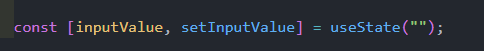 const [inputValue, setInputValue] = useState("");